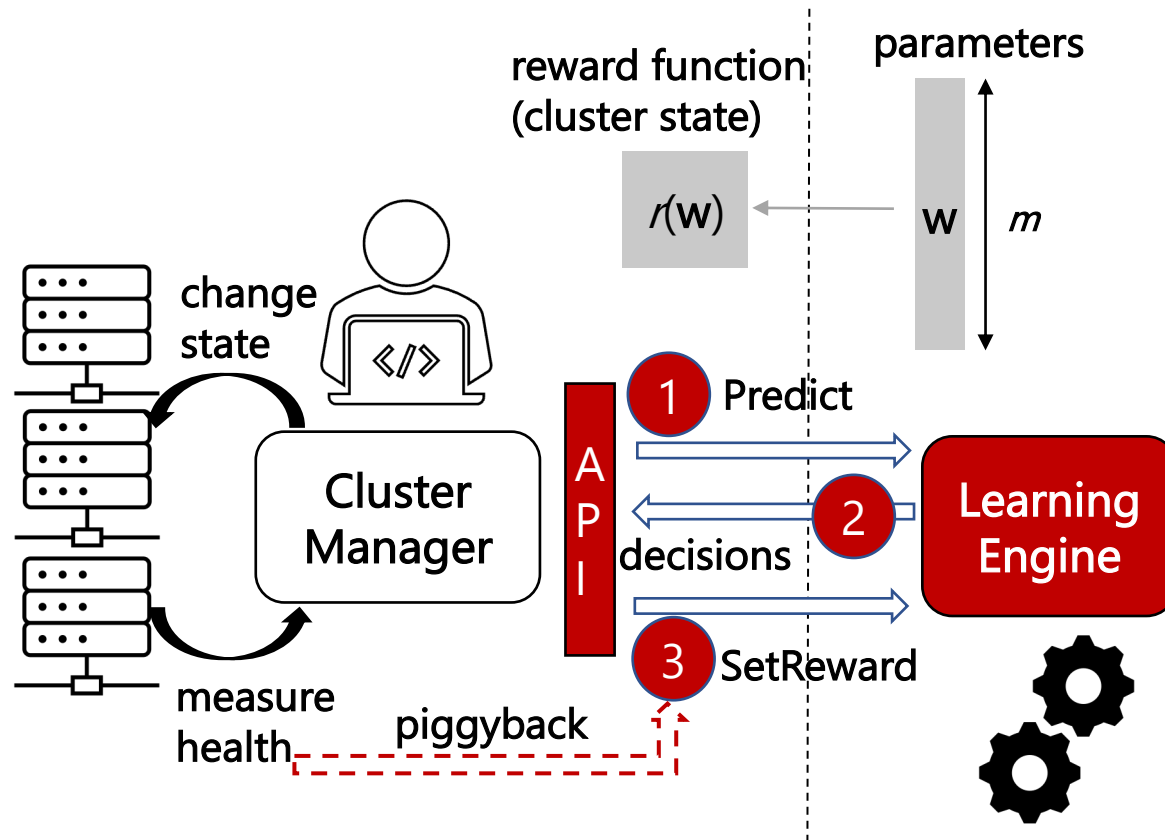 reward function
(cluster state)
parameters
r(w)
w
m
change
state
</>
1
Predict
Cluster
Manager
A
P
I
2
decisions
Learning
Engine
3
SetReward
measure
health
piggyback